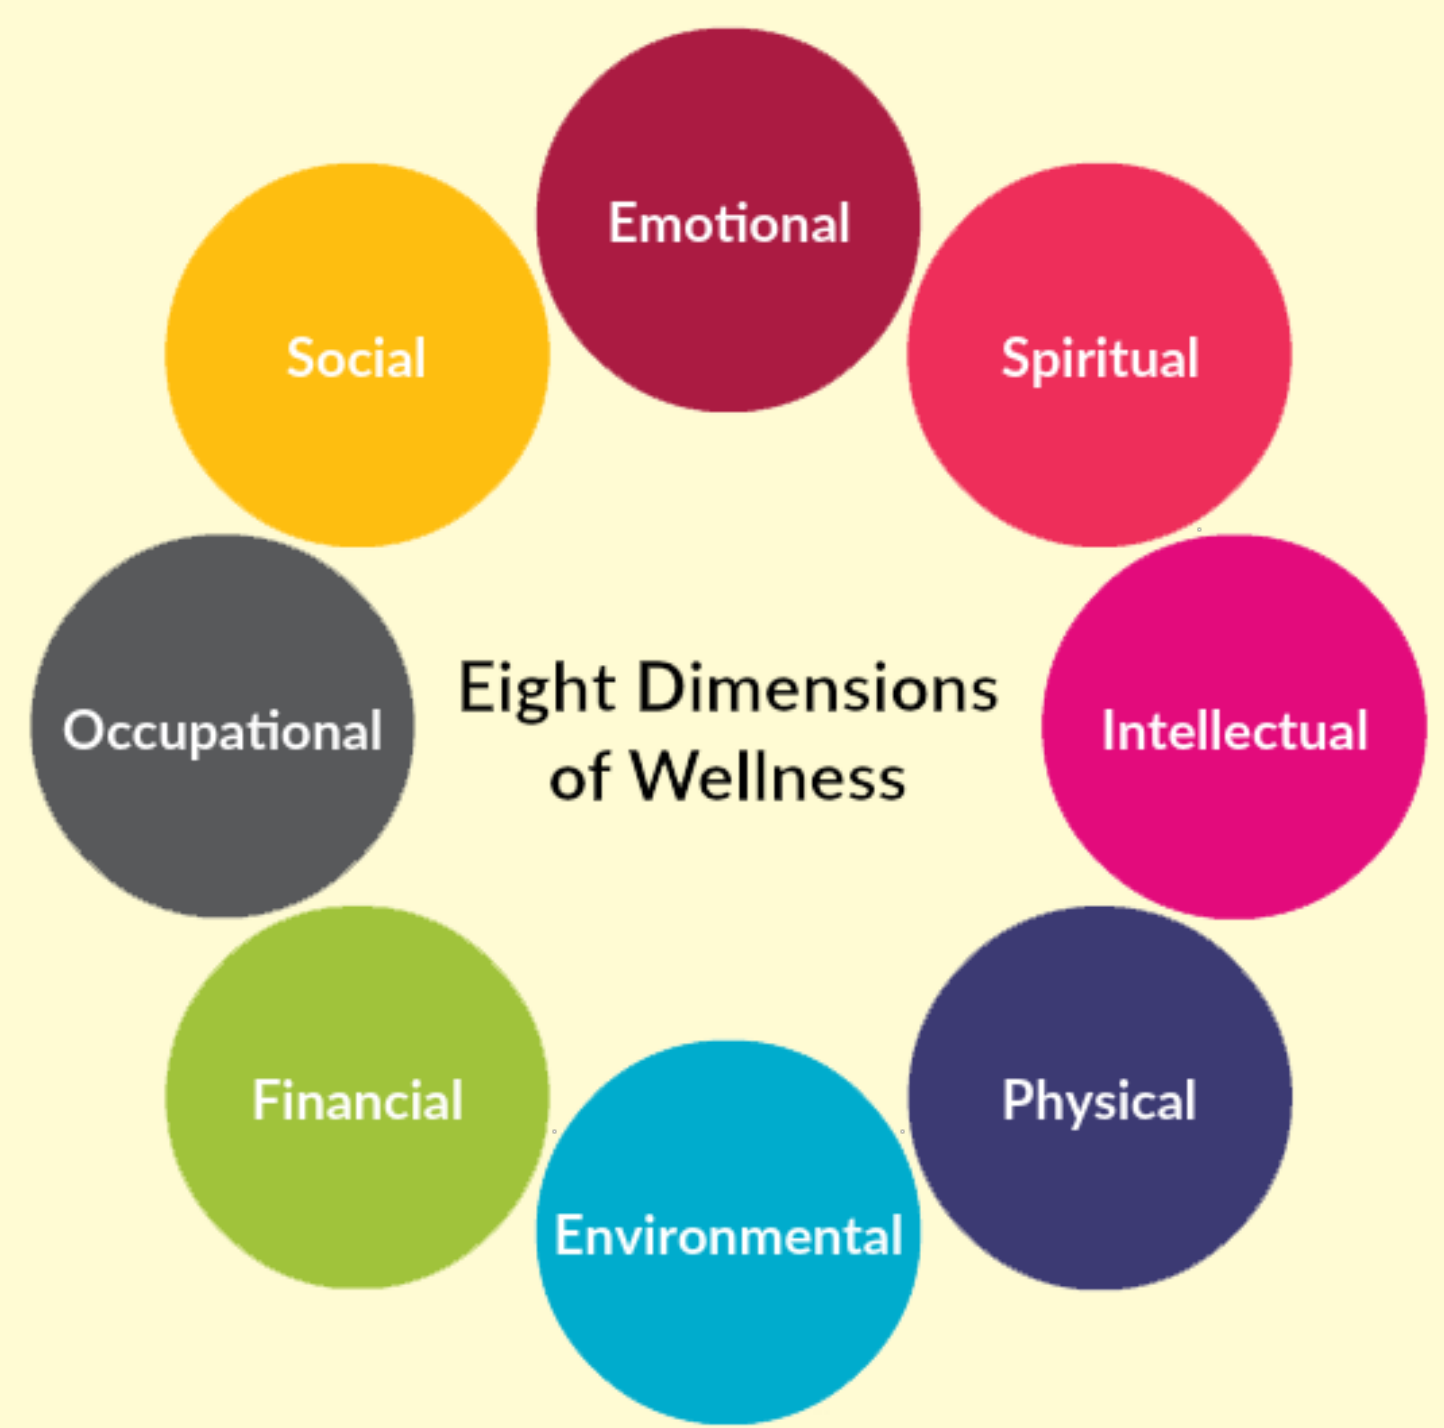 Emotional
Social
Spiritual
Eight Dimensions
of Wellness
Occupational
Intellectual
Financial
Physical
Environmental